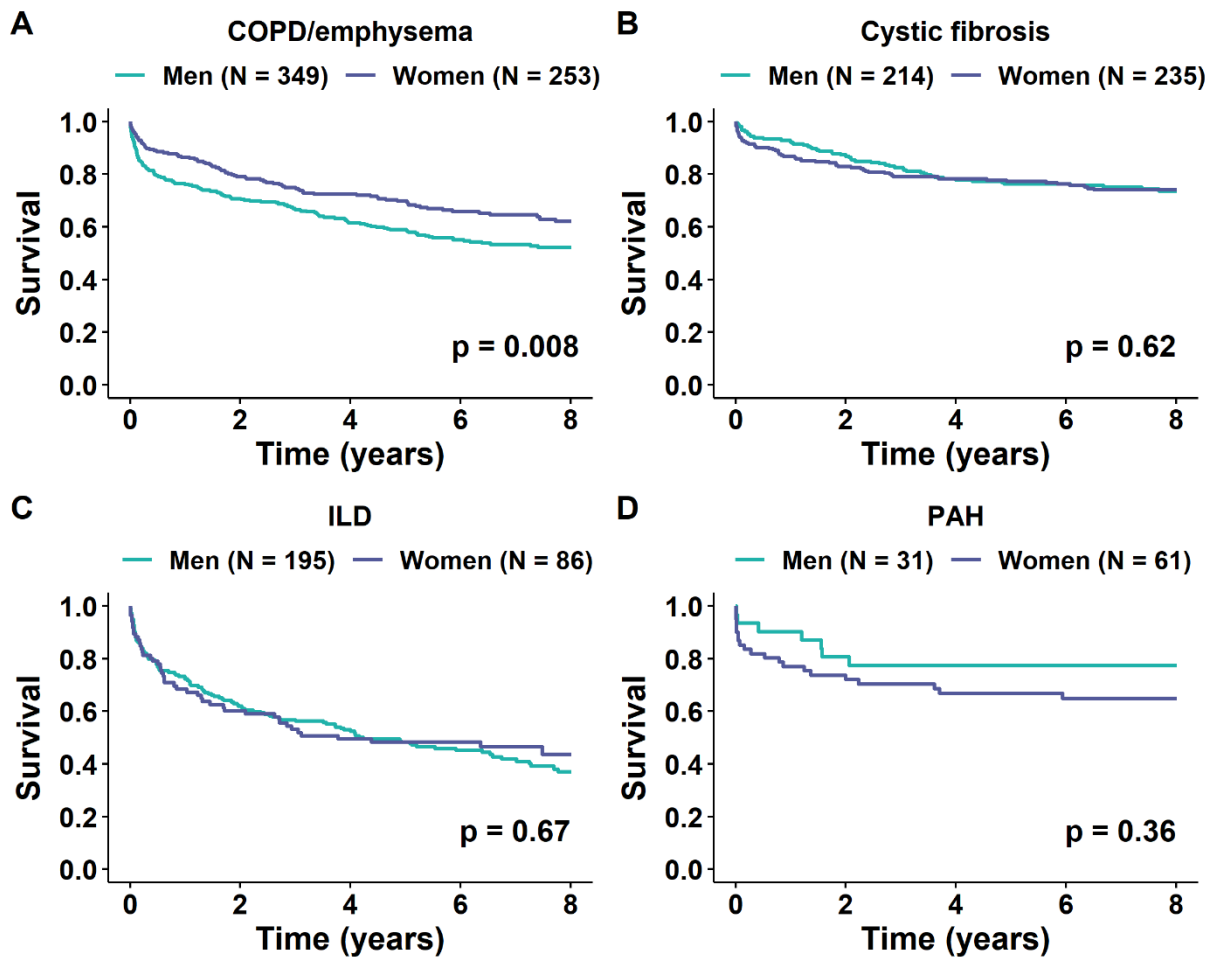 A
COPD/emphysema
Men (N = 349) Women (N = 253)
Survival
1.0
0.8
0.6
0.4
0.2
0.0
p = 0.008
0 2 4 6 8
Time (years)
B
Cystic fibrosis
Men (N = 214) Women (N = 235)
Survival
1.0
0.8
0.6
0.4
0.2
0.0
p = 0.62
0 2 4 6 8
Time (years)
C
ILD
Men (N = 195) Women (N = 86)
Survival
1.0
0.8
0.6
0.4
0.2
0.0
p = 0.67
0 2 4 6 8
Time (years)
D
PAH
Men (N = 31) Women (N = 61)
Survival
1.0
0.8
0.6
0.4
0.2
0.0
p = 0.36
0 2 4 6 8
Time (years)